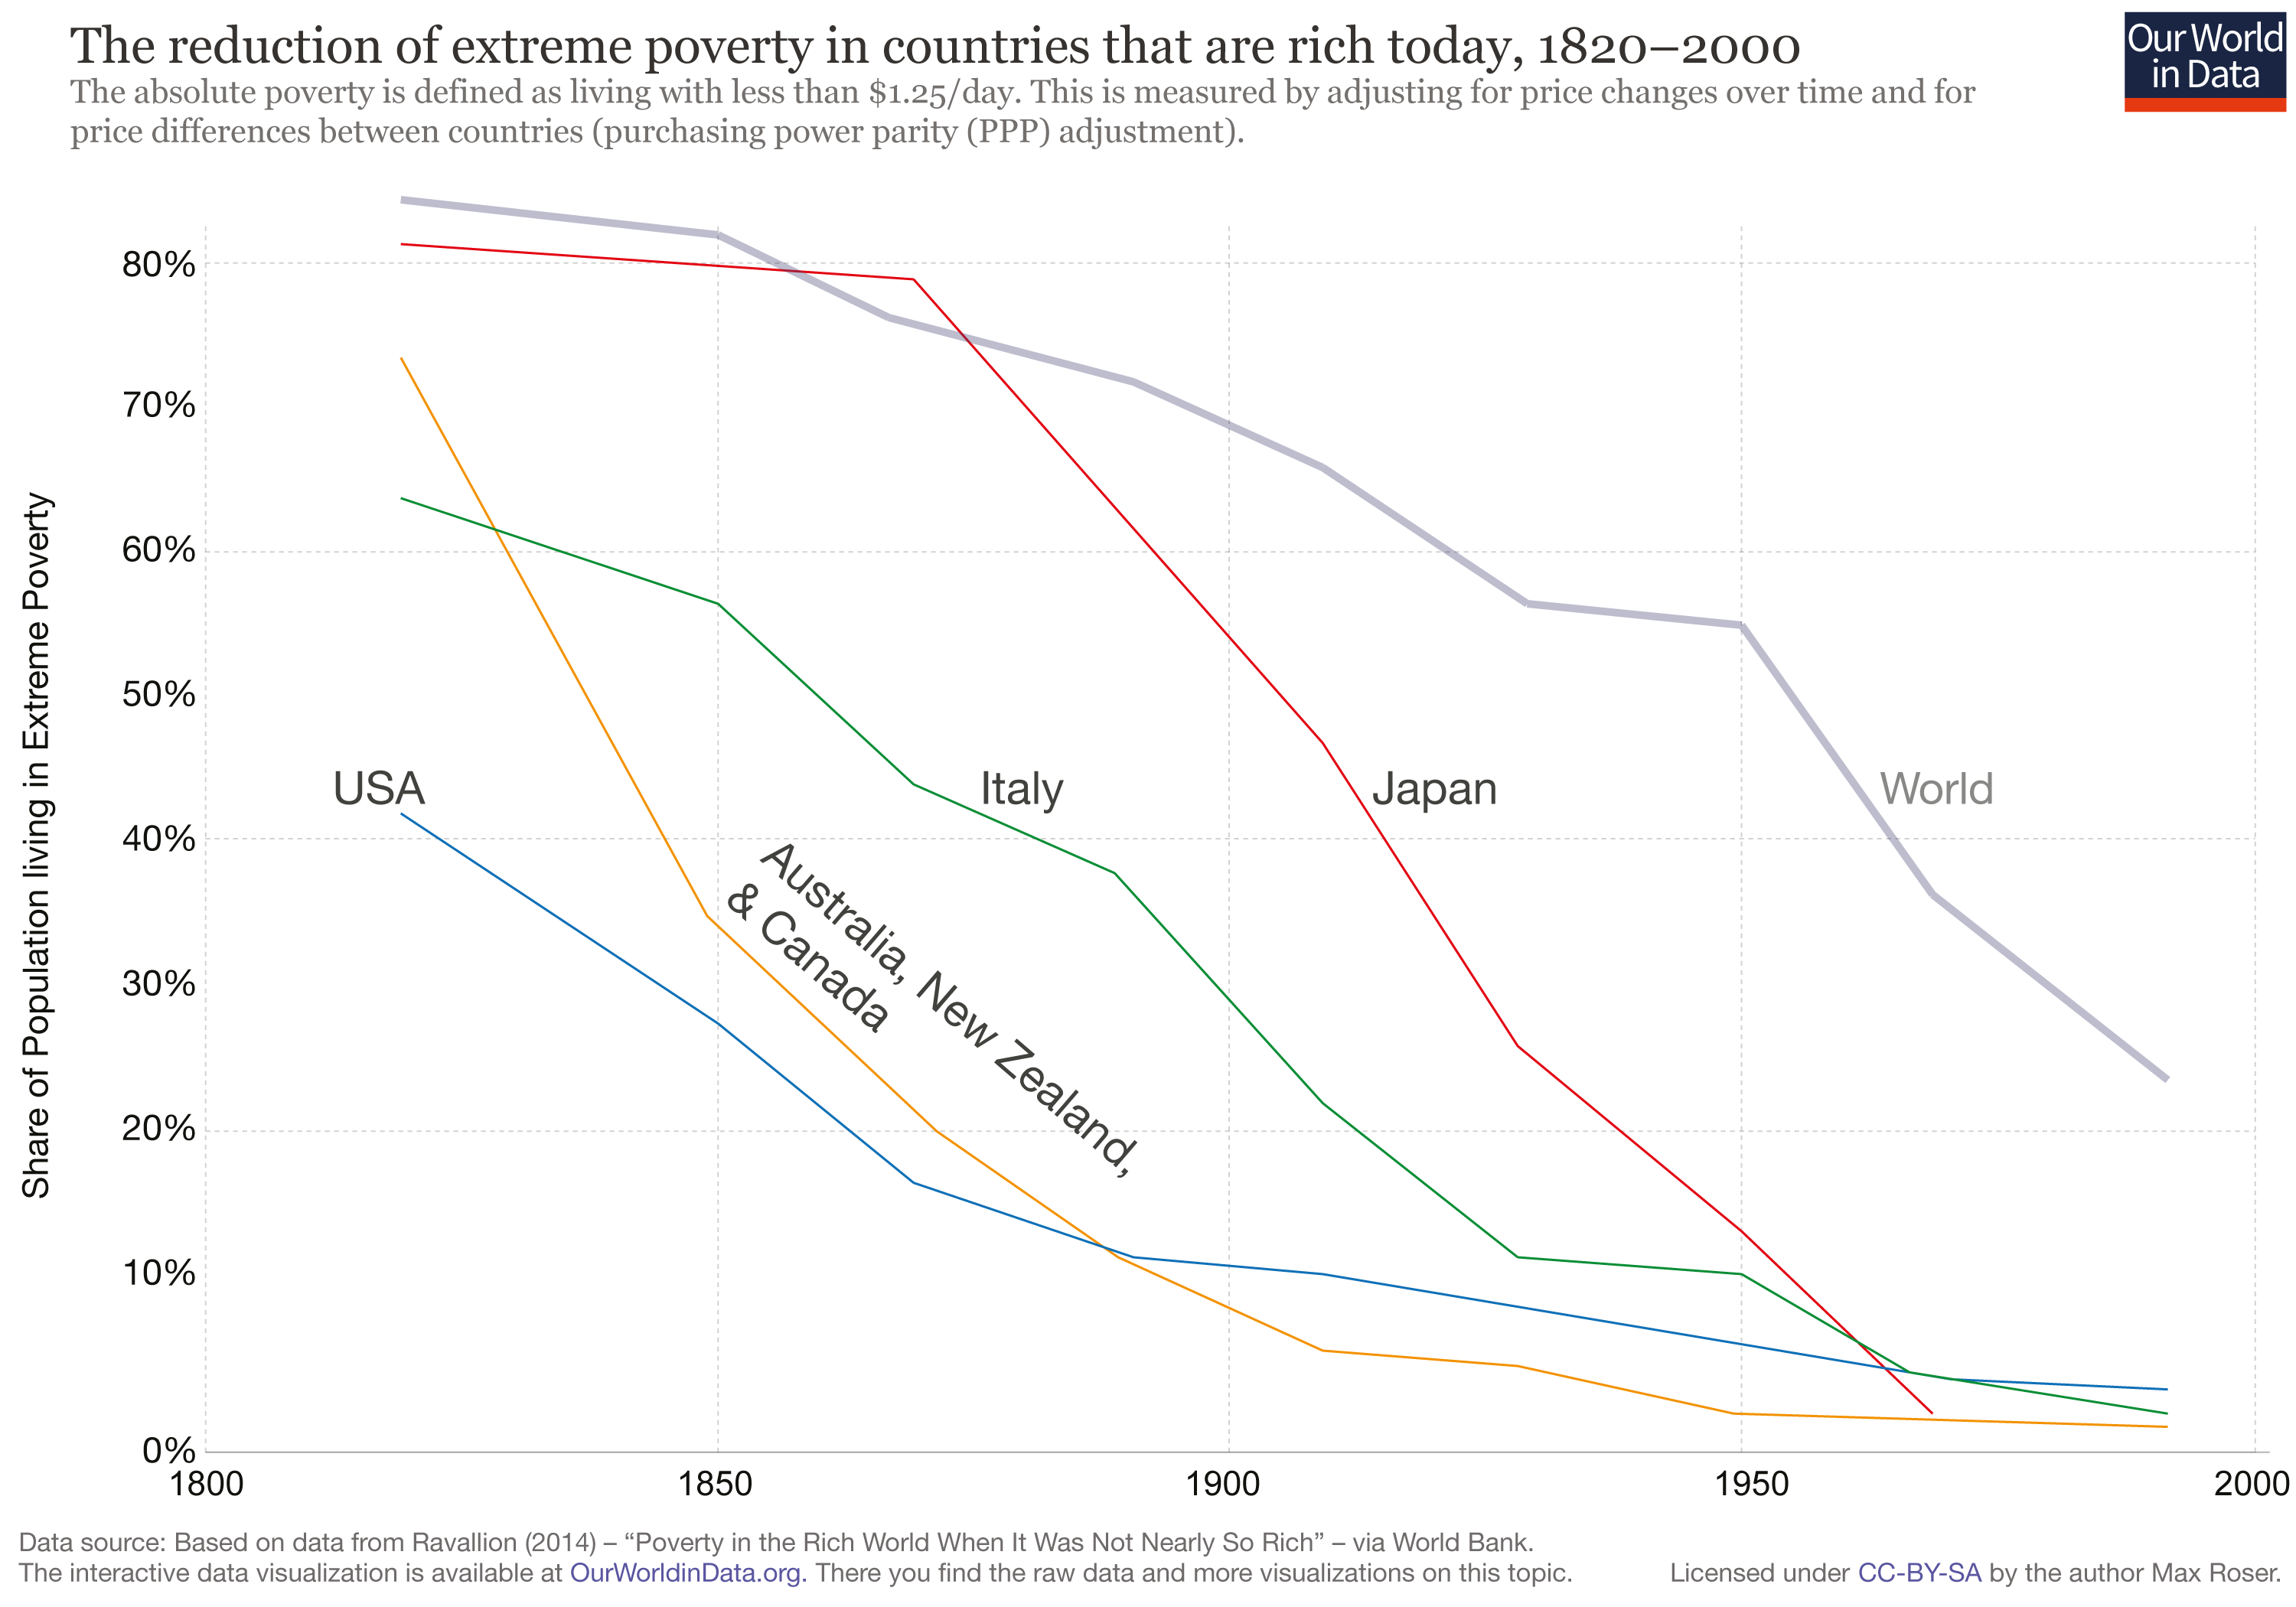 The reduction of extreme poverty in countries that are rich today, 1820–2000
The absolute poverty is defined as living with less than $1.25/day. This is measured by adjusting for price changes over time and for
price differences between countries (purchasing power parity (PPP) adjustment).
Our World
in Data
Share of Population living in Extreme Poverty
80%
70%
60%
50%
40%
30%
20%
10%
0%
USA
Australia, New Zealand,
& Canada
Italy
Japan
World
1800
1850
1900
1950
2000
Data source: Based on data from Ravallion (2014) – “Poverty in the Rich World When It Was Not Nearly So Rich” – via World Bank.
The interactive data visualization is available at OurWorldinData.org. There you find the raw data and more visualizations on this topic.
Licensed under CC-BY-SA by the author Max Roser.